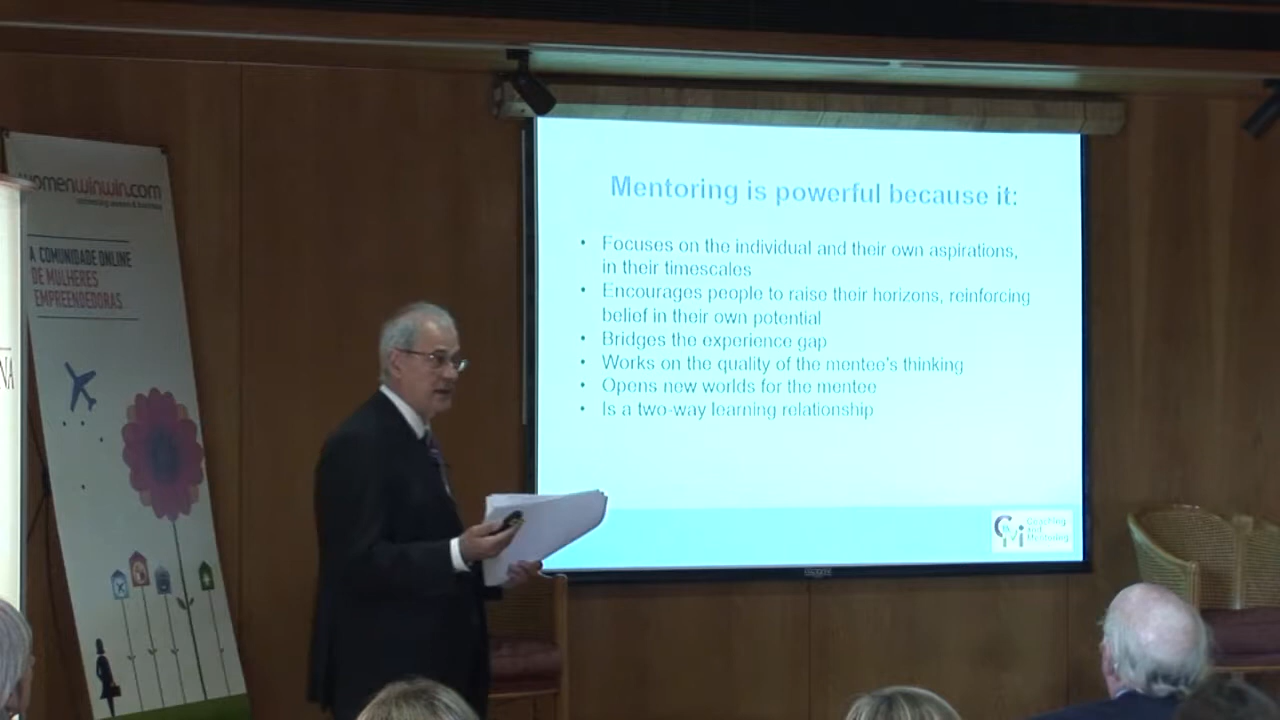 womenwinwin.com
A COMUNIDADE ONLINE
DE MULHERES
EMPREENDEDORAS
NA
Mentoring is powerful because it:
• Focuses on the individual and their own aspirations,
in their timescales
• Encourages people to raise their horizons, reinforcing
belief in their own potential
• Bridges the experience gap
• Works on the quality of the mentee's thinking
• Opens new worlds for the mentee
• Is a two-way learning relationship
Coaching
and
Mentoring